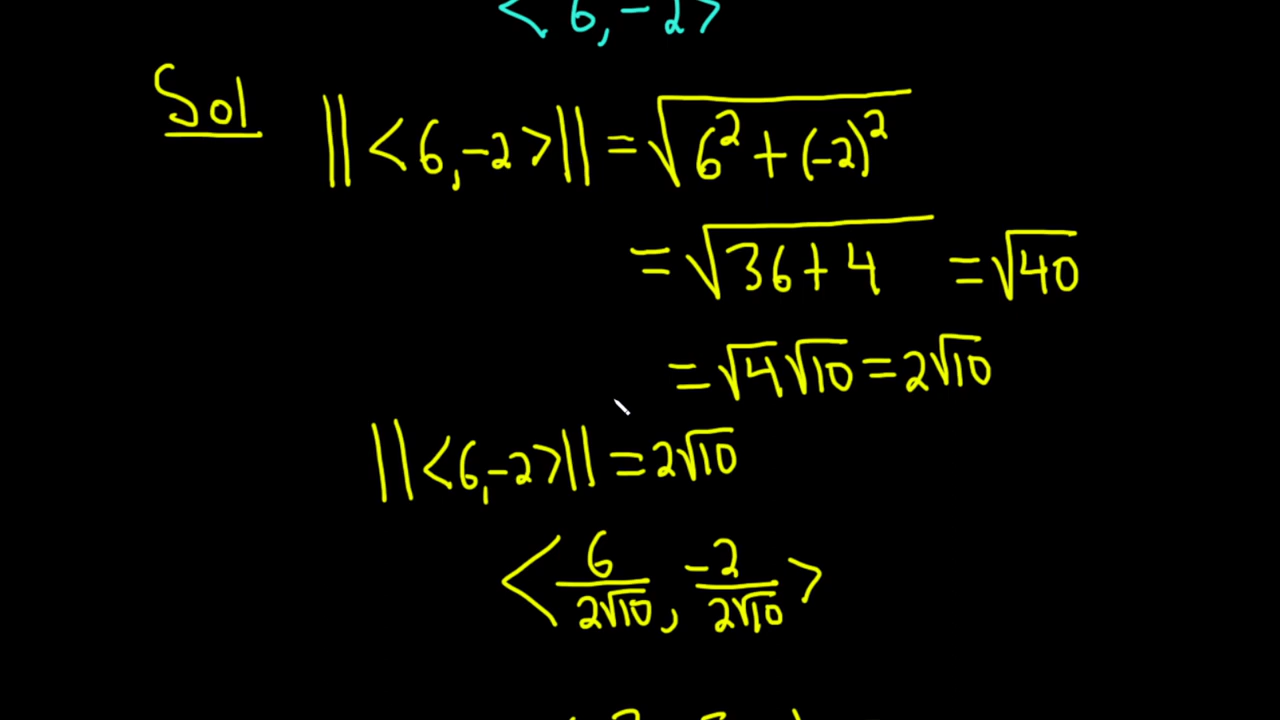 <6,-2>
Sol ||<6,-2>|| = √(6² + (-2)²)
= √(36+4) = √40
= √4√10 = 2√10
||<6,-2>|| = 2√10
<6/2√10, -2/2√10>